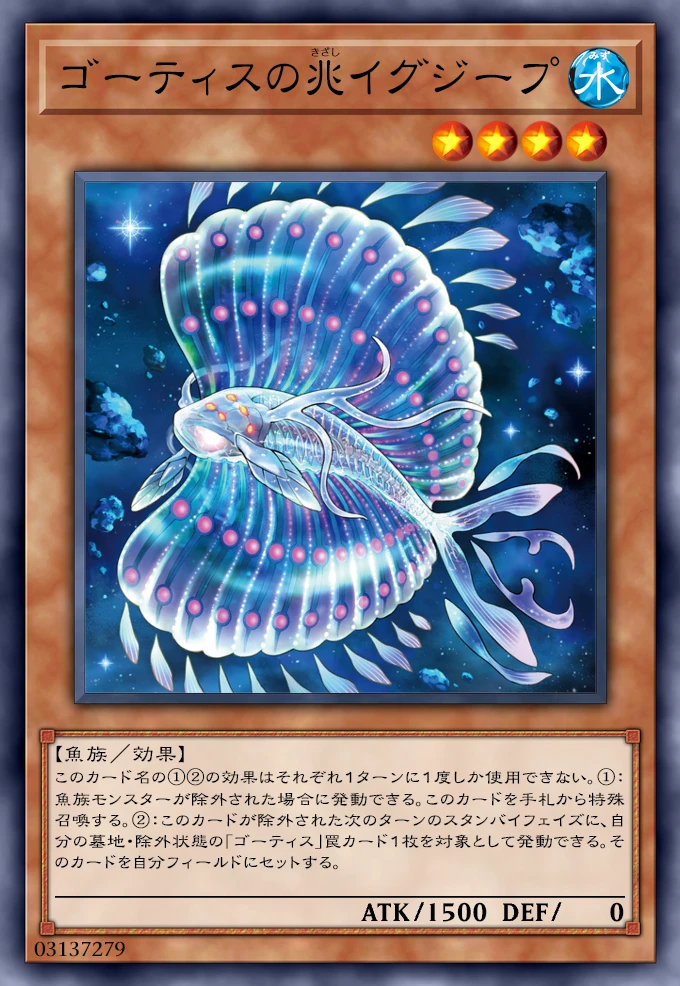 きざし
ゴーティスの兆イグジープ
みず
水
【魚族／効果】
このカード名の①②の効果はそれぞれ1ターンに1度しか使用できない。①：
魚族モンスターが除外された場合に発動できる。このカードを手札から特殊
召喚する。②：このカードが除外された次のターンのスタンバイフェイズに、自
分の墓地・除外状態の「ゴーティス」罠カード1枚を対象として発動できる。そ
のカードを自分フィールドにセットする。
ATK/1500 DEF/ 0
03137279